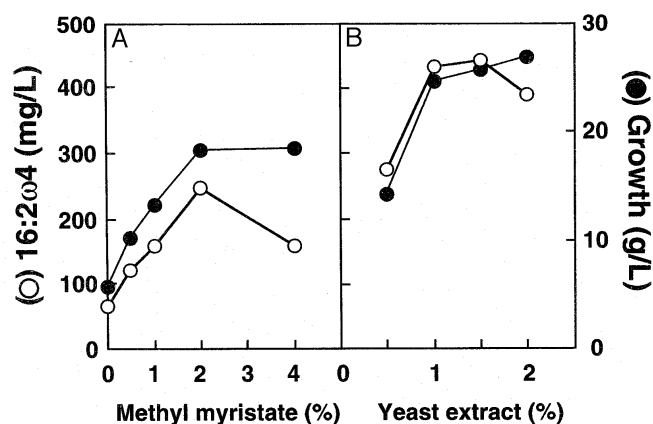 (○) 16:2ω4 (mg/L)
500
400
300
200
100
0
A
0 1 2 3 4
Methyl myristate (%)
B
0 1 2
Yeast extract (%)
30
20
10
0
(●) Growth (g/L)